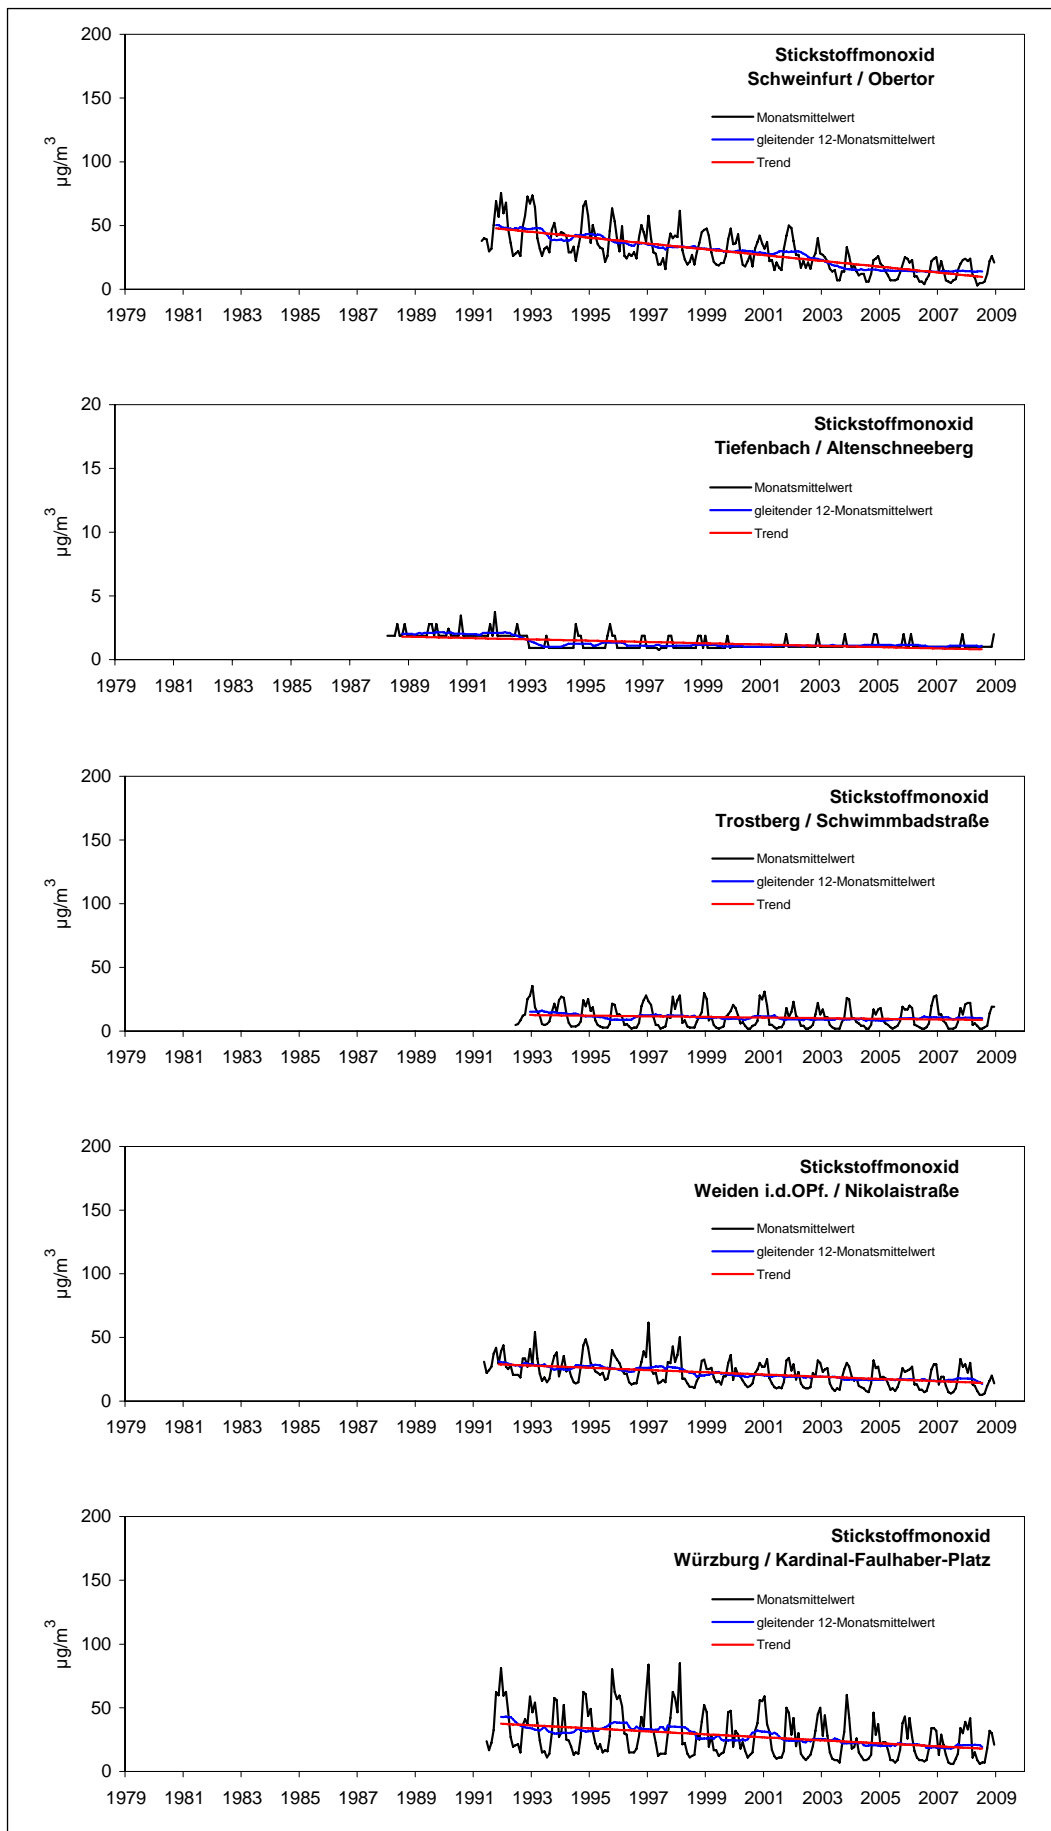 Stickstoffmonoxid
Schweinfurt / Obertor
Monatsmittelwert
gleitender 12-Monatsmittelwert
Trend
µg/m³
200
150
100
50
0
1979 1981 1983 1985 1987 1989 1991 1993 1995 1997 1999 2001 2003 2005 2007 2009
Stickstoffmonoxid
Tiefenbach / Altenschneeberg
Monatsmittelwert
gleitender 12-Monatsmittelwert
Trend
µg/m³
20
15
10
5
0
1979 1981 1983 1985 1987 1989 1991 1993 1995 1997 1999 2001 2003 2005 2007 2009
Stickstoffmonoxid
Trostberg / Schwimmbadstraße
Monatsmittelwert
gleitender 12-Monatsmittelwert
Trend
µg/m³
200
150
100
50
0
1979 1981 1983 1985 1987 1989 1991 1993 1995 1997 1999 2001 2003 2005 2007 2009
Stickstoffmonoxid
Weiden i.d.OPf. / Nikolaistraße
Monatsmittelwert
gleitender 12-Monatsmittelwert
Trend
µg/m³
200
150
100
50
0
1979 1981 1983 1985 1987 1989 1991 1993 1995 1997 1999 2001 2003 2005 2007 2009
Stickstoffmonoxid
Würzburg / Kardinal-Faulhaber-Platz
Monatsmittelwert
gleitender 12-Monatsmittelwert
Trend
µg/m³
200
150
100
50
0
1979 1981 1983 1985 1987 1989 1991 1993 1995 1997 1999 2001 2003 2005 2007 2009